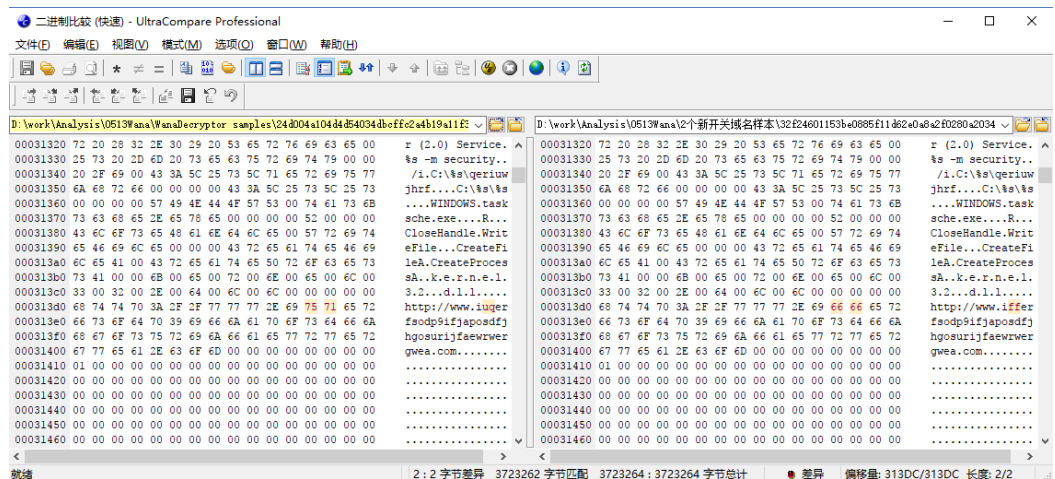 二进制比较 (快速) - UltraCompare Professional
文件(F) 编辑(E) 视图(V) 模式(M) 选项(O) 窗口(W) 帮助(H)
D:\work\Analysis\0513Wana\WanaDecryptor samples\24d004a104d4d54034dbcffc2a4b19a11f3 D:\work\Analysis\0513Wana\2个新开关域名样本\32f24601153be0885f11d62e0a8a2f0280a2034
00031320 72 20 28 32 2E 30 29 20 53 65 72 76 69 63 65 00 r (2.0) Service. 00031320 72 20 28 32 2E 30 29 20 53 65 72 76 69 63 65 00 r (2.0) Service.
00031330 25 73 20 2D 6D 20 73 65 63 75 72 69 74 79 00 00 %s -m security.. 00031330 25 73 20 2D 6D 20 73 65 63 75 72 69 74 79 00 00 %s -m security..
00031340 20 2F 69 00 43 3A 5C 25 73 5C 71 65 72 69 75 77 /i.C:\%s\qeriuw 00031340 20 2F 69 00 43 3A 5C 25 73 5C 71 65 72 69 75 77 /i.C:\%s\qeriuw
00031350 6A 68 72 66 00 00 00 00 43 3A 5C 25 73 5C 25 73 jhrf....C:\%s\%s 00031350 6A 68 72 66 00 00 00 00 43 3A 5C 25 73 5C 25 73 jhrf....C:\%s\%s
00031360 00 00 00 00 57 49 4E 44 4F 57 53 00 74 61 73 6B ....WINDOWS.task 00031360 00 00 00 00 57 49 4E 44 4F 57 53 00 74 61 73 6B ....WINDOWS.task
00031370 73 63 68 65 2E 65 78 65 00 00 00 00 52 00 00 00 sche.exe....R... 00031370 73 63 68 65 2E 65 78 65 00 00 00 00 52 00 00 00 sche.exe....R...
00031380 43 6C 6F 73 65 48 61 6E 64 6C 65 00 57 72 69 74 CloseHandle.Writ 00031380 43 6C 6F 73 65 48 61 6E 64 6C 65 00 57 72 69 74 CloseHandle.Writ
00031390 65 46 69 6C 65 00 00 00 43 72 65 61 74 65 46 69 eFile...CreateFi 00031390 65 46 69 6C 65 00 00 00 43 72 65 61 74 65 46 69 eFile...CreateFi
000313a0 6C 65 41 00 43 72 65 61 74 65 50 72 6F 63 65 73 leA.CreateProces 000313a0 6C 65 41 00 43 72 65 61 74 65 50 72 6F 63 65 73 leA.CreateProces
000313b0 73 41 00 00 6B 00 65 00 72 00 6E 00 65 00 6C 00 sA..k.e.r.n.e.l. 000313b0 73 41 00 00 6B 00 65 00 72 00 6E 00 65 00 6C 00 sA..k.e.r.n.e.l.
000313c0 33 00 32 00 2E 00 64 00 6C 00 6C 00 00 00 00 00 3.2...d.l.l..... 000313c0 33 00 32 00 2E 00 64 00 6C 00 6C 00 00 00 00 00 3.2...d.l.l.....
000313d0 68 74 74 70 3A 2F 2F 77 77 77 2E 69 75 71 65 72 http://www.iuqer 000313d0 68 74 74 70 3A 2F 2F 77 77 77 2E 69 66 66 65 72 http://www.iffer
000313e0 66 73 6F 64 70 39 69 66 6A 61 70 6F 73 64 66 6A fsodp9ifjaposdfj 000313e0 66 73 6F 64 70 39 69 66 6A 61 70 6F 73 64 66 6A fsodp9ifjaposdfj
000313f0 68 67 6F 73 75 72 69 6A 66 61 65 77 72 77 65 72 hgosurijfaewrwer 000313f0 68 67 6F 73 75 72 69 6A 66 61 65 77 72 77 65 72 hgosurijfaewrwer
00031400 67 77 65 61 2E 63 6F 6D 00 00 00 00 00 00 00 00 gwea.com........ 00031400 67 77 65 61 2E 63 6F 6D 00 00 00 00 00 00 00 00 gwea.com........
00031410 01 00 00 00 00 00 00 00 00 00 00 00 00 00 00 00 ................ 00031410 01 00 00 00 00 00 00 00 00 00 00 00 00 00 00 00 ................
00031420 00 00 00 00 00 00 00 00 00 00 00 00 00 00 00 00 ................ 00031420 00 00 00 00 00 00 00 00 00 00 00 00 00 00 00 00 ................
00031430 00 00 00 00 00 00 00 00 00 00 00 00 00 00 00 00 ................ 00031430 00 00 00 00 00 00 00 00 00 00 00 00 00 00 00 00 ................
00031440 00 00 00 00 00 00 00 00 00 00 00 00 00 00 00 00 ................ 00031440 00 00 00 00 00 00 00 00 00 00 00 00 00 00 00 00 ................
00031450 00 00 00 00 00 00 00 00 00 00 00 00 00 00 00 00 ................ 00031450 00 00 00 00 00 00 00 00 00 00 00 00 00 00 00 00 ................
00031460 00 00 00 00 00 00 00 00 00 00 00 00 00 00 00 00 ................ 00031460 00 00 00 00 00 00 00 00 00 00 00 00 00 00 00 00 ................
就绪 2 : 2 字节差异 3723262 字节匹配 3723264 : 3723264 字节总计 差异 偏移量: 313DC/313DC 长度: 2/2